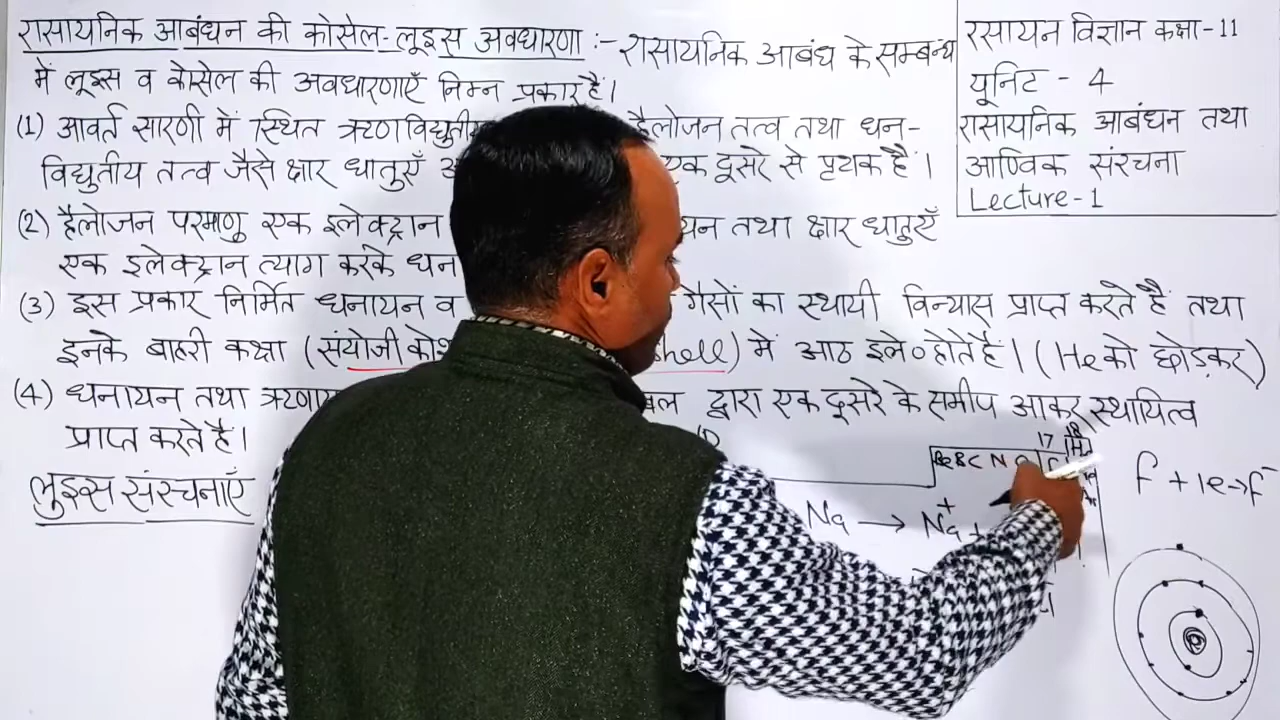 रासायनिक आबंधन की कोसेल-लूइस अवधारणा :- रासायनिक आबंध के सम्बन्ध
में लूइस व कोसेल की अवधारणाएँ निम्न प्रकार हैं।
(1) आवर्त सारणी में स्थित हैलोजन तत्व तथा धन-
विद्युतीय तत्व जैसे क्षार धातुएँ एक दूसरे से पृथक है।
(2) हैलोजन परमाणु एक इलेक्ट्रान तथा क्षार धातुएँ
एक इलेक्ट्रान त्याग करके धन
(3) इस प्रकार निर्मित धनायन व गैसों का स्थायी विन्यास प्राप्त करते हैं तथा
इनके बाहरी कक्षा (संयोजी shell) में आठ इले० होते हैं। (He को छोड़कर)
(4) धनायन तथा द्वारा एक दूसरे के समीप आकर स्थायित्व
प्राप्त करते है।
लुइस संरचनाएँ
रसायन विज्ञान कक्षा-11
यूनिट - 4
रासायनिक आबंधन तथा
आण्विक संरचना
Lecture-1
17 18
B C N
Na → Na⁺ +
F + 1e → F⁻